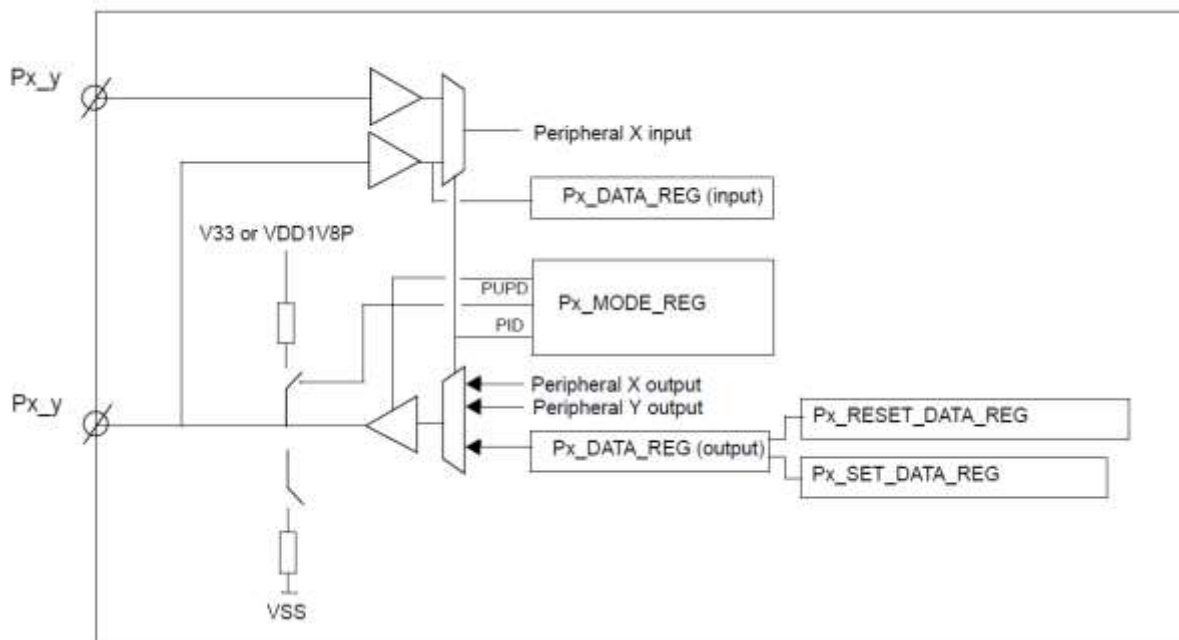 Px_y
Peripheral X input
Px_DATA_REG (input)
V33 or VDD1V8P
PUPD
Px_MODE_REG
PID
Px_y
Peripheral X output
Peripheral Y output
Px_DATA_REG (output)
Px_RESET_DATA_REG
Px_SET_DATA_REG
VSS